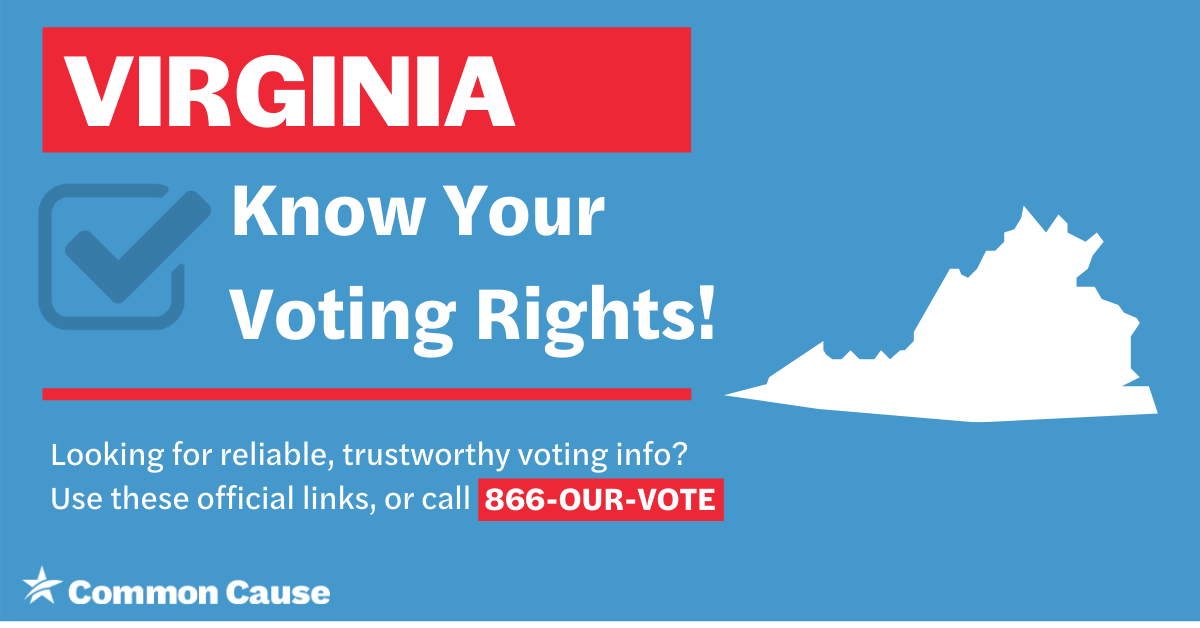 VIRGINIA
Know Your
Voting Rights!
Looking for reliable, trustworthy voting info?
Use these official links, or call 866-OUR-VOTE
Common Cause